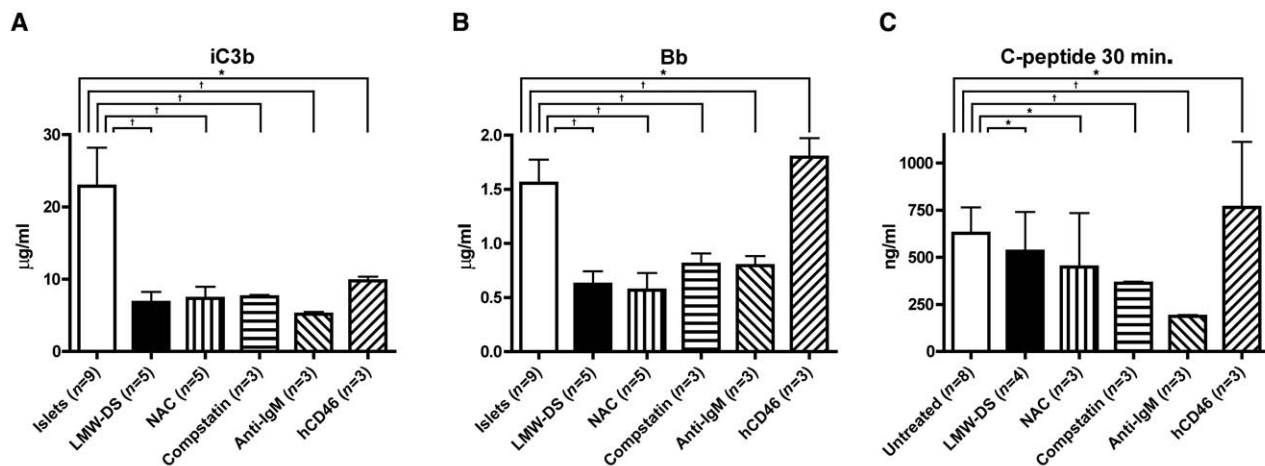 A
iC3b
*
†
†
†
†
30
20
10
0
µg/ml
Islets (n=9)
LMW-DS (n=5)
NAC (n=5)
Compstatin (n=3)
Anti-IgM (n=3)
hCD46 (n=3)
B
Bb
*
†
†
†
†
2.0
1.5
1.0
0.5
0.0
µg/ml
Islets (n=9)
LMW-DS (n=5)
NAC (n=5)
Compstatin (n=3)
Anti-IgM (n=3)
hCD46 (n=3)
C
C-peptide 30 min.
*
†
†
*
*
1000
750
500
250
0
ng/ml
Untreated (n=8)
LMW-DS (n=4)
NAC (n=3)
Compstatin (n=3)
Anti-IgM (n=3)
hCD46 (n=3)